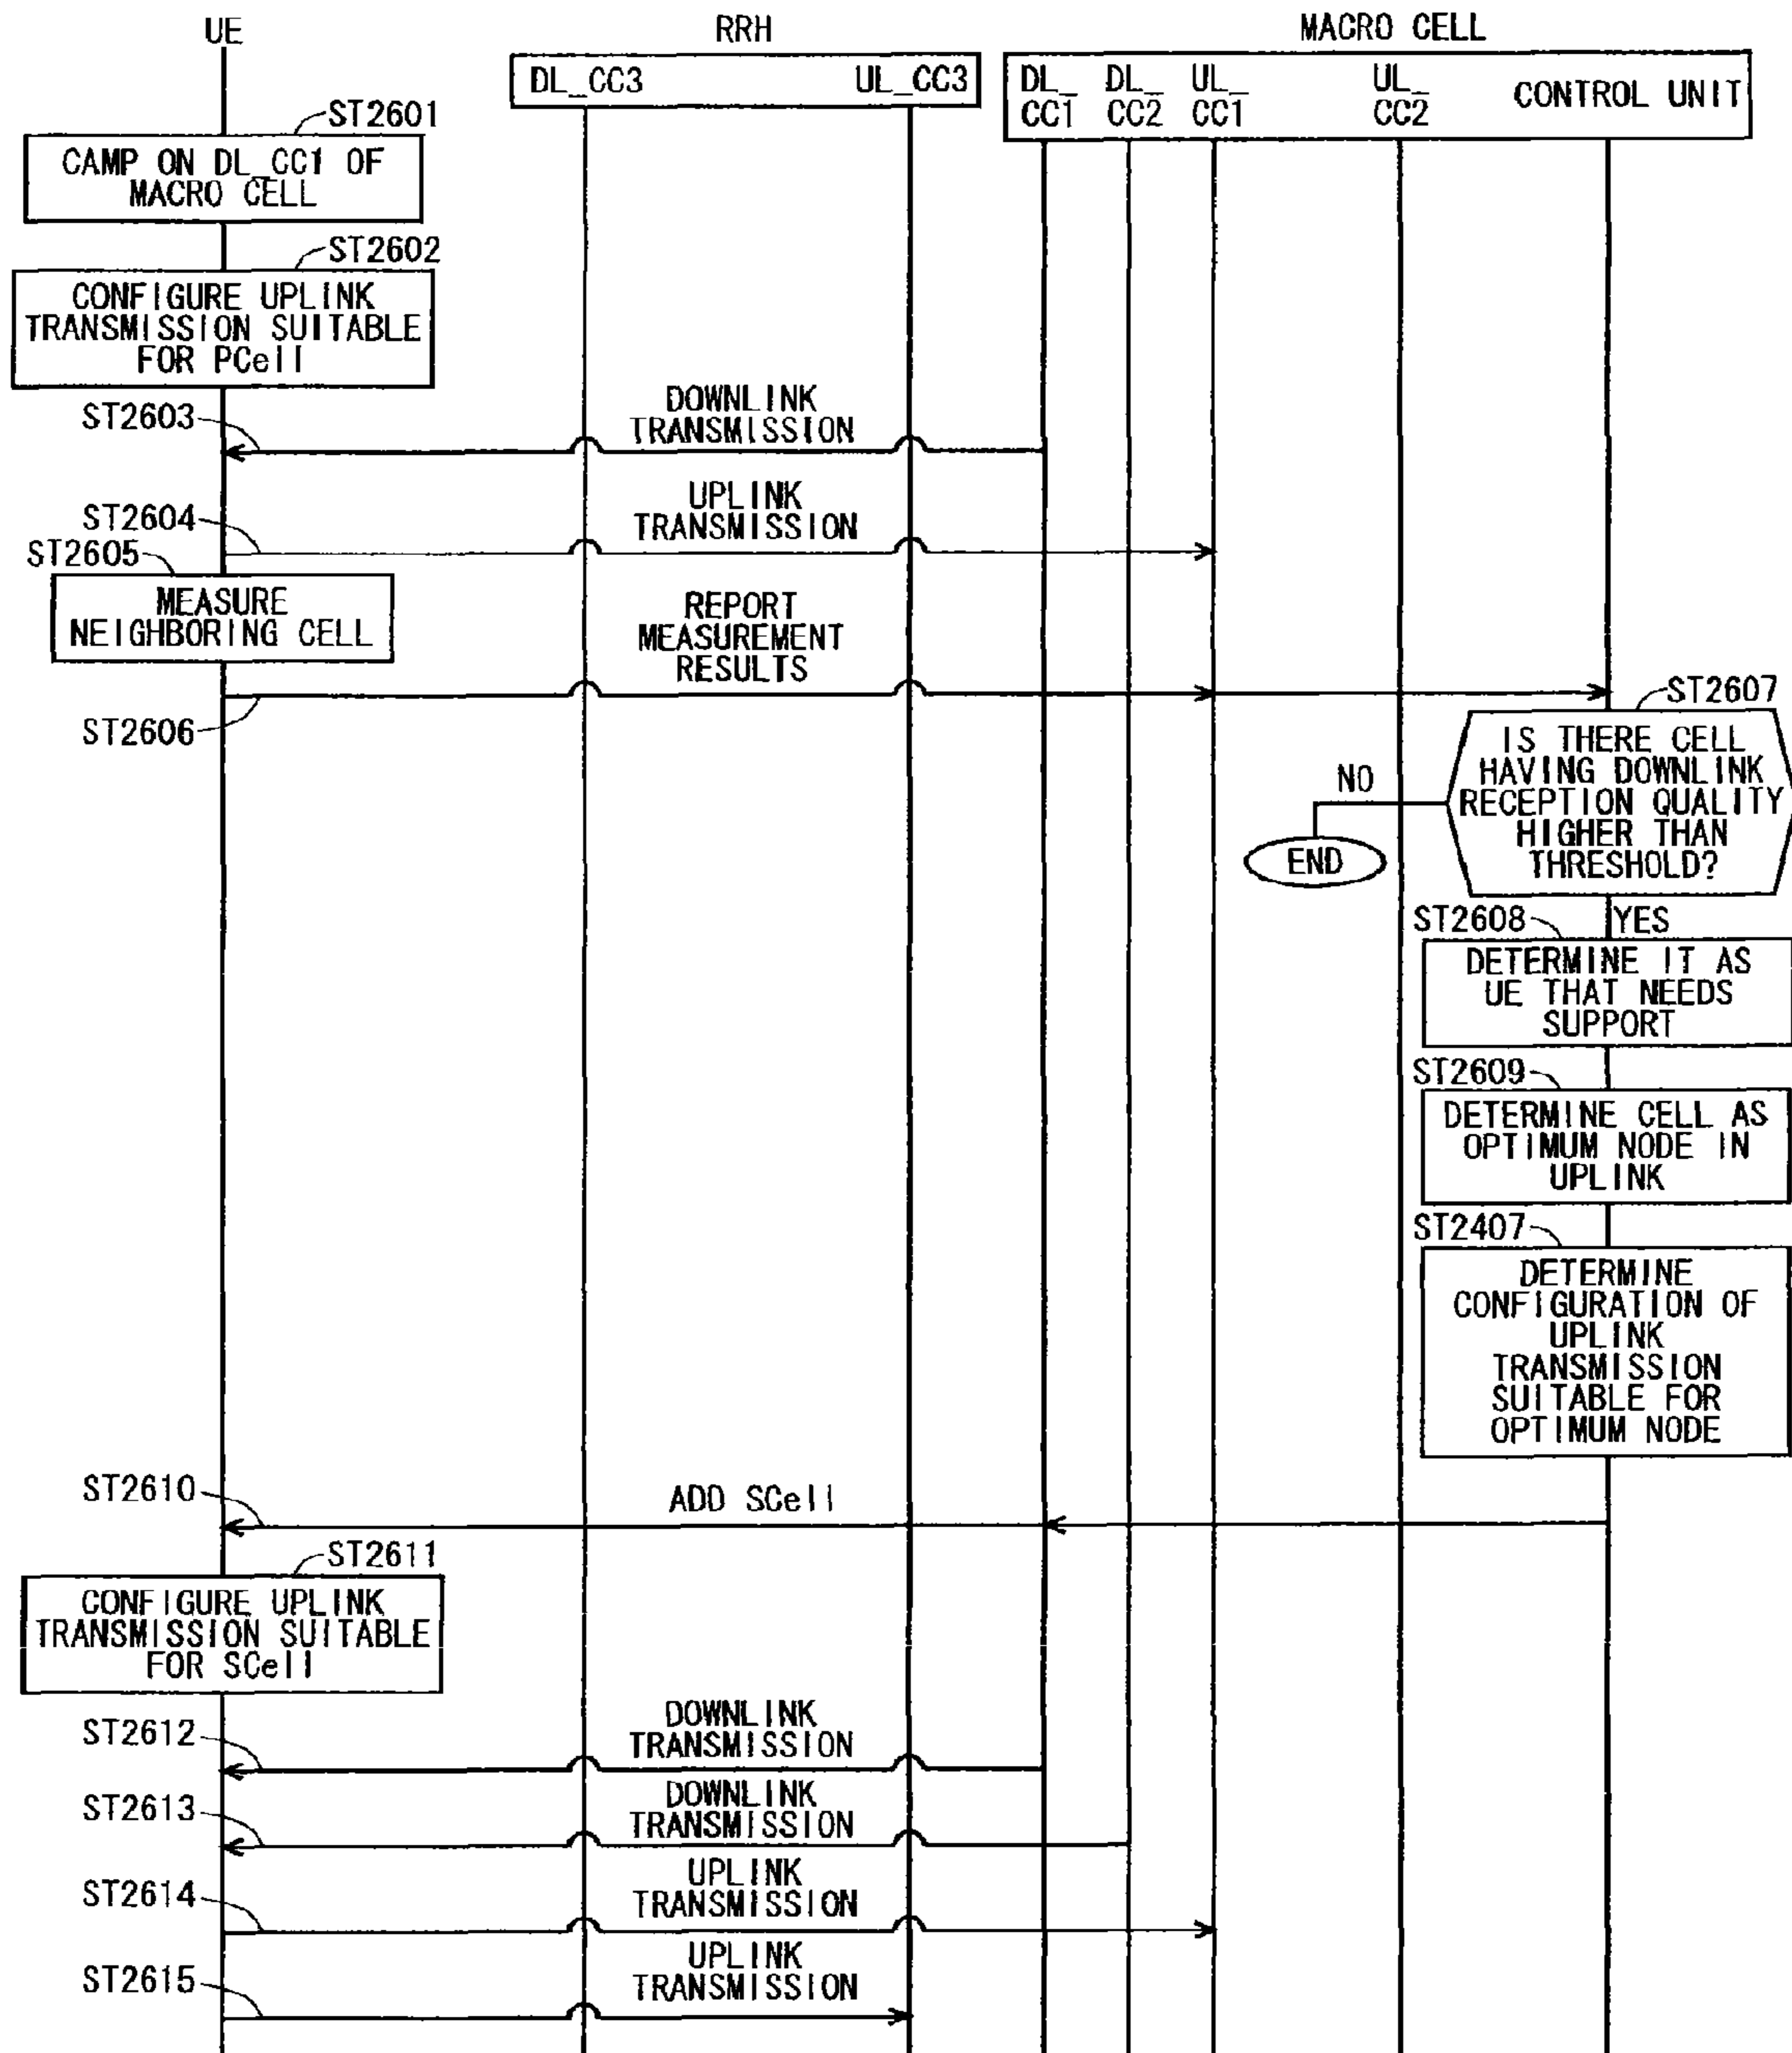 UE
RRH
MACRO CELL
DL_CC3
UL_CC3
DL_
CC1
DL_
CC2
UL_
CC1
UL_
CC2
CONTROL UNIT
ST2601
CAMP ON DL_CC1 OF
MACRO CELL
ST2602
CONFIGURE UPLINK
TRANSMISSION SUITABLE
FOR PCell
ST2603
DOWNLINK
TRANSMISSION
ST2604
UPLINK
TRANSMISSION
ST2605
MEASURE
NEIGHBORING CELL
REPORT
MEASUREMENT
RESULTS
ST2606
ST2607
IS THERE CELL
HAVING DOWNLINK
RECEPTION QUALITY
HIGHER THAN
THRESHOLD?
NO
END
YES
ST2608
DETERMINE IT AS
UE THAT NEEDS
SUPPORT
ST2609
DETERMINE CELL AS
OPTIMUM NODE IN
UPLINK
ST2407
DETERMINE
CONFIGURATION OF
UPLINK
TRANSMISSION
SUITABLE FOR
OPTIMUM NODE
ST2610
ADD SCell
ST2611
CONFIGURE UPLINK
TRANSMISSION SUITABLE
FOR SCell
ST2612
DOWNLINK
TRANSMISSION
ST2613
DOWNLINK
TRANSMISSION
ST2614
UPLINK
TRANSMISSION
ST2615
UPLINK
TRANSMISSION